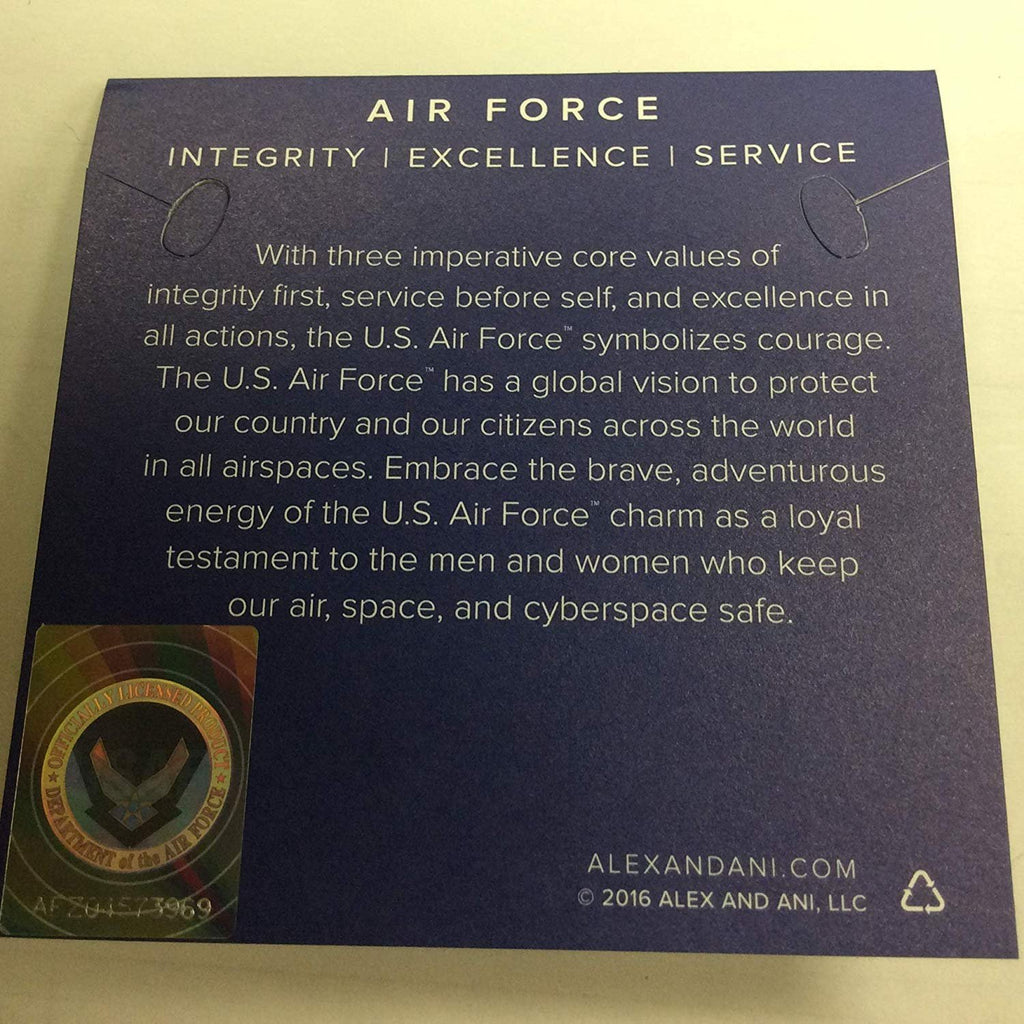 AIR FORCE
INTEGRITY | EXCELLENCE | SERVICE
With three imperative core values of
integrity first, service before self, and excellence in
all actions, the U.S. Air Force™ symbolizes courage.
The U.S. Air Force™ has a global vision to protect
our country and our citizens across the world
in all airspaces. Embrace the brave, adventurous
energy of the U.S. Air Force™ charm as a loyal
testament to the men and women who keep
our air, space, and cyberspace safe.
OFFICIALLY LICENSED PRODUCT
DEPARTMENT of the AIR FORCE
ALEXANDANI.COM
© 2016 ALEX AND ANI, LLC